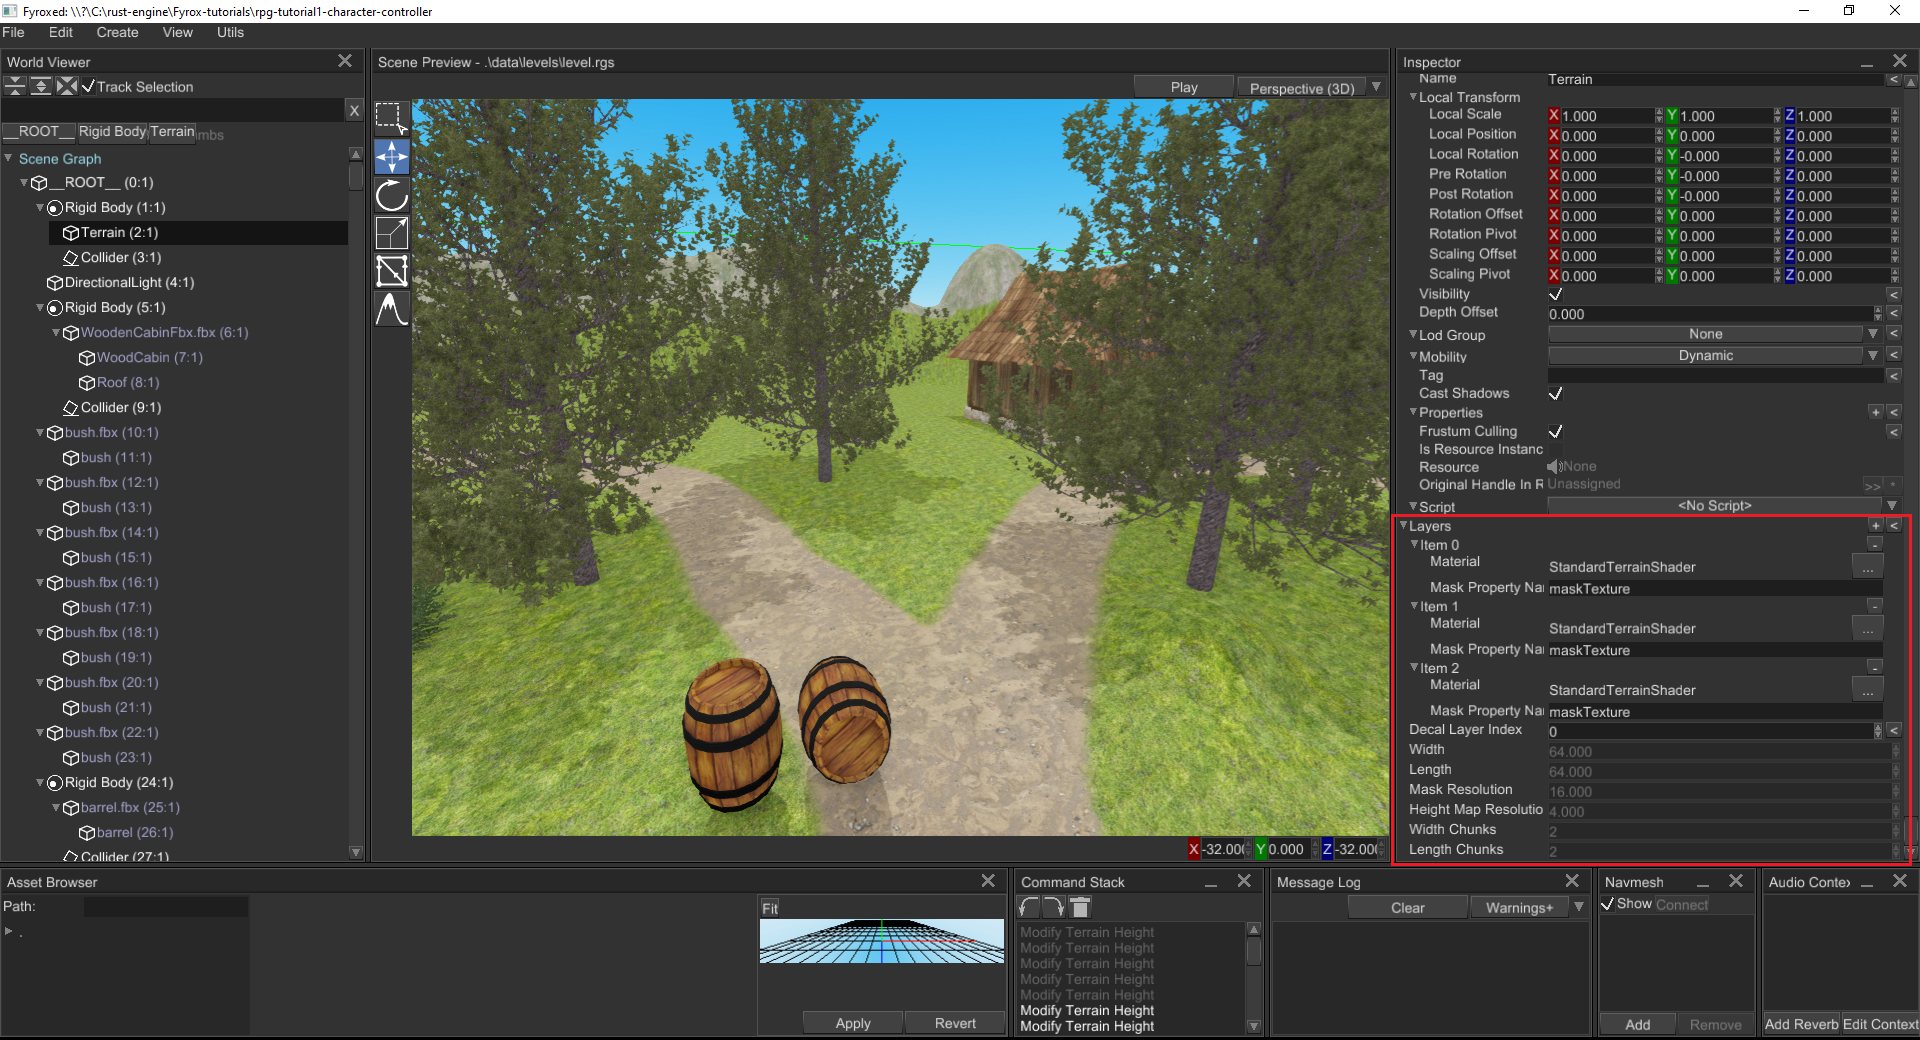 Fyroxed: \\?\C:\rust-engine\Fyrox-tutorials\rpg-tutorial1-character-controller
File Edit Create View Utils
World Viewer
Track Selection
X
__ROOT__ Rigid Body Terrain
Scene Graph
__ROOT__ (0:1)
Rigid Body (1:1)
Terrain (2:1)
Collider (3:1)
DirectionalLight (4:1)
Rigid Body (5:1)
WoodenCabinFbx.fbx (6:1)
WoodCabin (7:1)
Roof (8:1)
Collider (9:1)
bush.fbx (10:1)
bush (11:1)
bush.fbx (12:1)
bush (13:1)
bush.fbx (14:1)
bush (15:1)
bush.fbx (16:1)
bush (17:1)
bush.fbx (18:1)
bush (19:1)
bush.fbx (20:1)
bush (21:1)
bush.fbx (22:1)
bush (23:1)
Rigid Body (24:1)
barrel.fbx (25:1)
barrel (26:1)
Collider (27:1)
Scene Preview - .\data\levels\level.rgs
Play Perspective (3D)
X -32.000 Y 0.000 Z -32.000
Inspector
Name Terrain <
Local Transform
Local Scale X 1.000 Y 1.000 Z 1.000
Local Position X 0.000 Y 0.000 Z 0.000
Local Rotation X 0.000 Y -0.000 Z 0.000
Pre Rotation X 0.000 Y -0.000 Z 0.000
Post Rotation X 0.000 Y -0.000 Z 0.000
Rotation Offset X 0.000 Y 0.000 Z 0.000
Rotation Pivot X 0.000 Y 0.000 Z 0.000
Scaling Offset X 0.000 Y 0.000 Z 0.000
Scaling Pivot X 0.000 Y 0.000 Z 0.000
Visibility <
Depth Offset 0.000 <
Lod Group None <
Mobility Dynamic <
Tag <
Cast Shadows
Properties + <
Frustum Culling <
Is Resource Instanc
Resource None
Original Handle In R Unassigned >> *
Script <No Script>
Layers + <
Item 0 -
Material StandardTerrainShader ...
Mask Property Na maskTexture
Item 1 -
Material StandardTerrainShader ...
Mask Property Na maskTexture
Item 2 -
Material StandardTerrainShader ...
Mask Property Na maskTexture
Decal Layer Index 0 <
Width 64.000
Length 64.000
Mask Resolution 16.000
Height Map Resolutio 4.000
Width Chunks 2
Length Chunks 2
Asset Browser
Path:
.
Fit
Apply Revert
Command Stack
Modify Terrain Height
Modify Terrain Height
Modify Terrain Height
Modify Terrain Height
Modify Terrain Height
Modify Terrain Height
Modify Terrain Height
Message Log
Clear Warnings+
Navmesh
Show Connect
Add Remove
Audio Contex
Add Reverb Edit Context